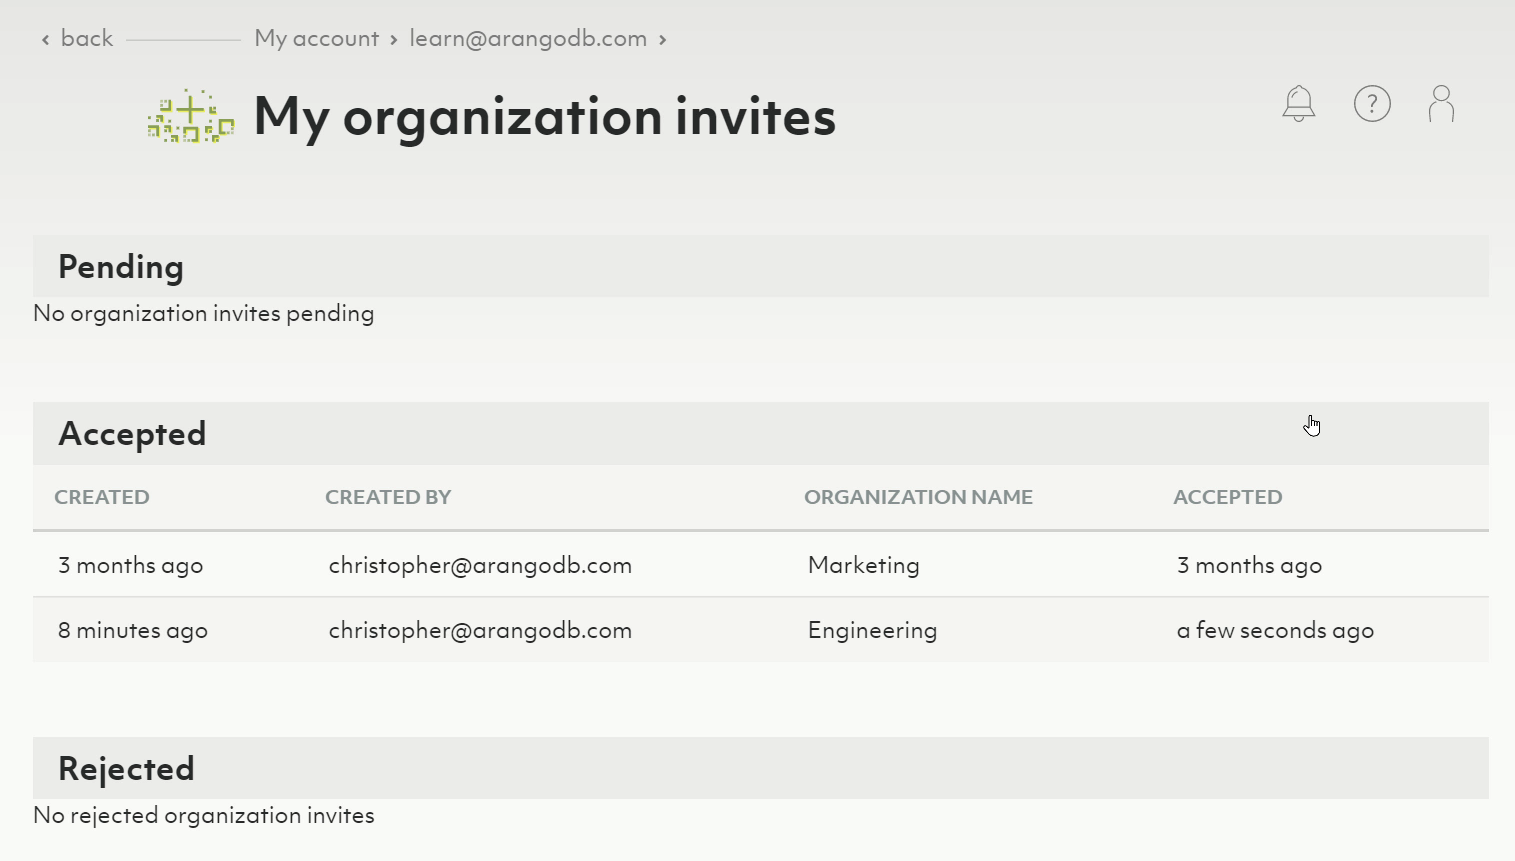 ‹ back My account › learn@arangodb.com ›
My organization invites
?
Pending
No organization invites pending
Accepted
CREATED CREATED BY ORGANIZATION NAME ACCEPTED
3 months ago christopher@arangodb.com Marketing 3 months ago
8 minutes ago christopher@arangodb.com Engineering a few seconds ago
Rejected
No rejected organization invites